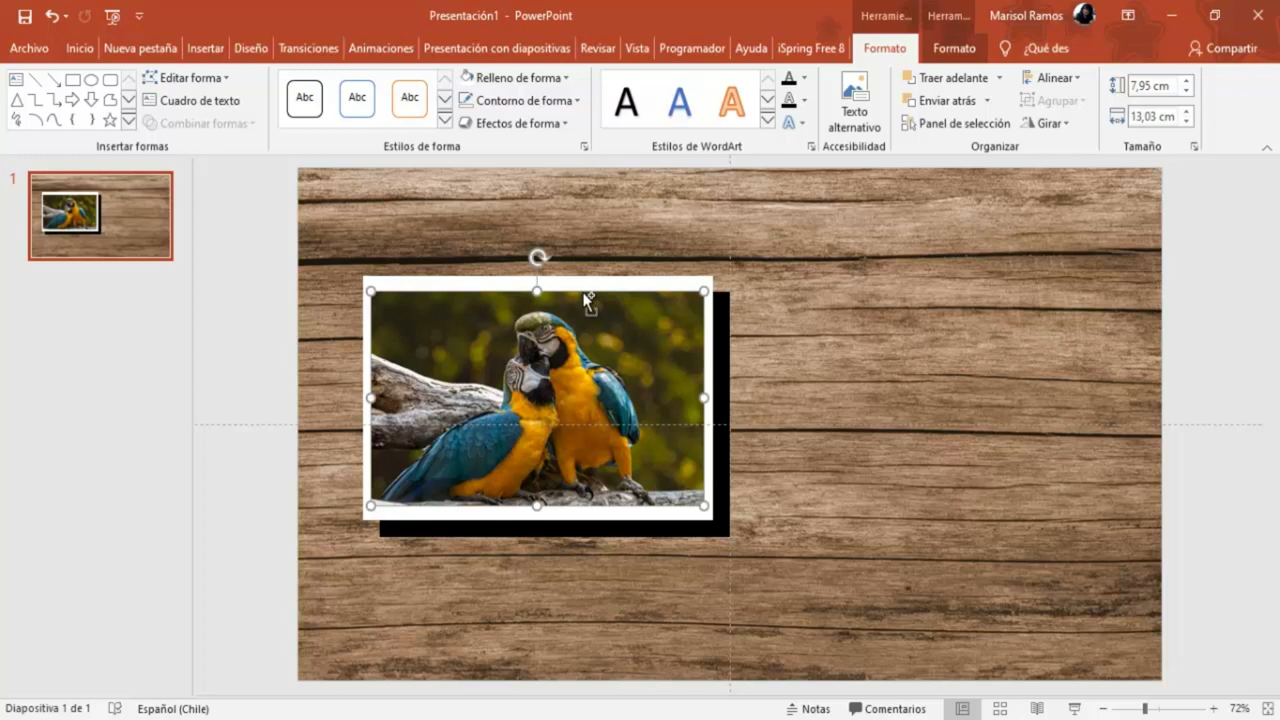 Presentación1 - PowerPoint
Herramie...
Herram...
Marisol Ramos
Archivo
Inicio
Nueva pestaña
Insertar
Diseño
Transiciones
Animaciones
Presentación con diapositivas
Revisar
Vista
Programador
Ayuda
iSpring Free 8
Formato
Formato
¿Qué des
Compartir
Editar forma
Cuadro de texto
Combinar formas
Insertar formas
Abc
Abc
Abc
Relleno de forma
Contorno de forma
Efectos de forma
Estilos de forma
A
A
A
A
A
A
Estilos de WordArt
Texto
alternativo
Accesibilidad
Traer adelante
Enviar atrás
Panel de selección
Alinear
Agrupar
Girar
Organizar
7,95 cm
13,03 cm
Tamaño
1
Diapositiva 1 de 1
Español (Chile)
Notas
Comentarios
72%